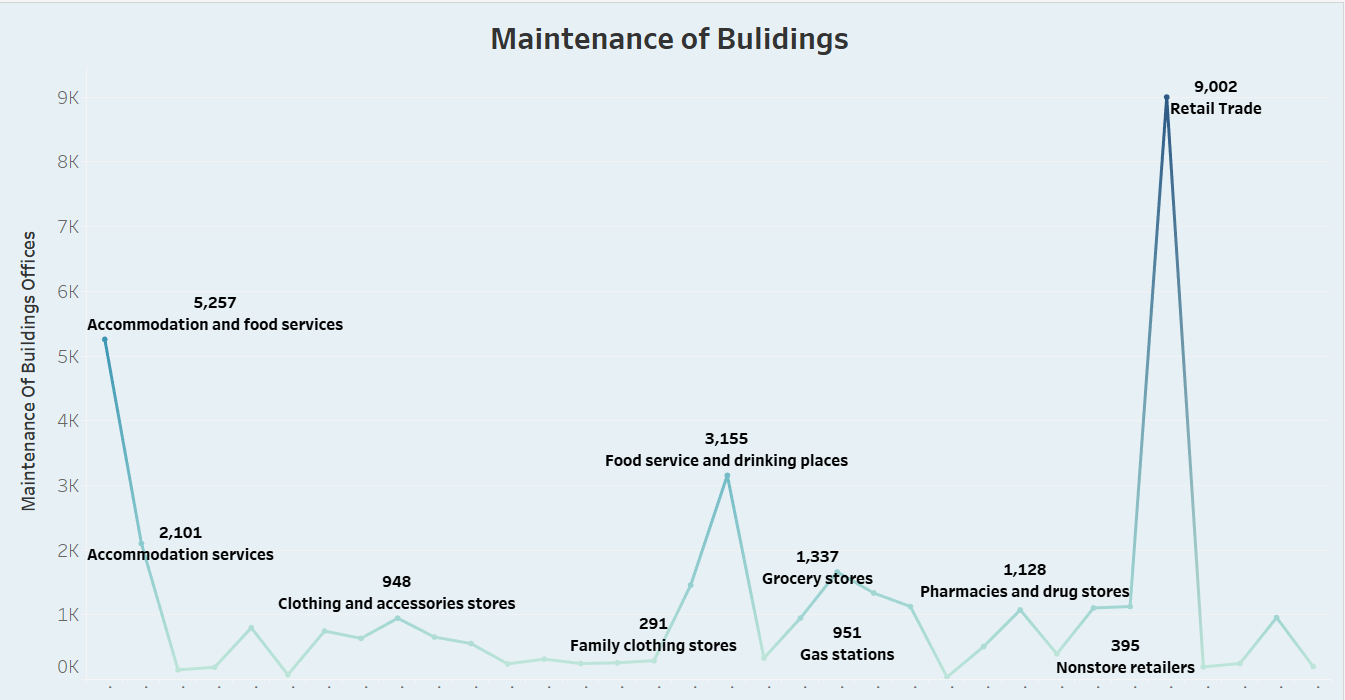 Maintenance of Bulidings
Maintenance Of Buildings Offices
9K
8K
7K
6K
5K
4K
3K
2K
1K
0K
5,257
Accommodation and food services
2,101
Accommodation services
948
Clothing and accessories stores
291
Family clothing stores
3,155
Food service and drinking places
1,337
Grocery stores
951
Gas stations
1,128
Pharmacies and drug stores
395
Nonstore retailers
9,002
Retail Trade